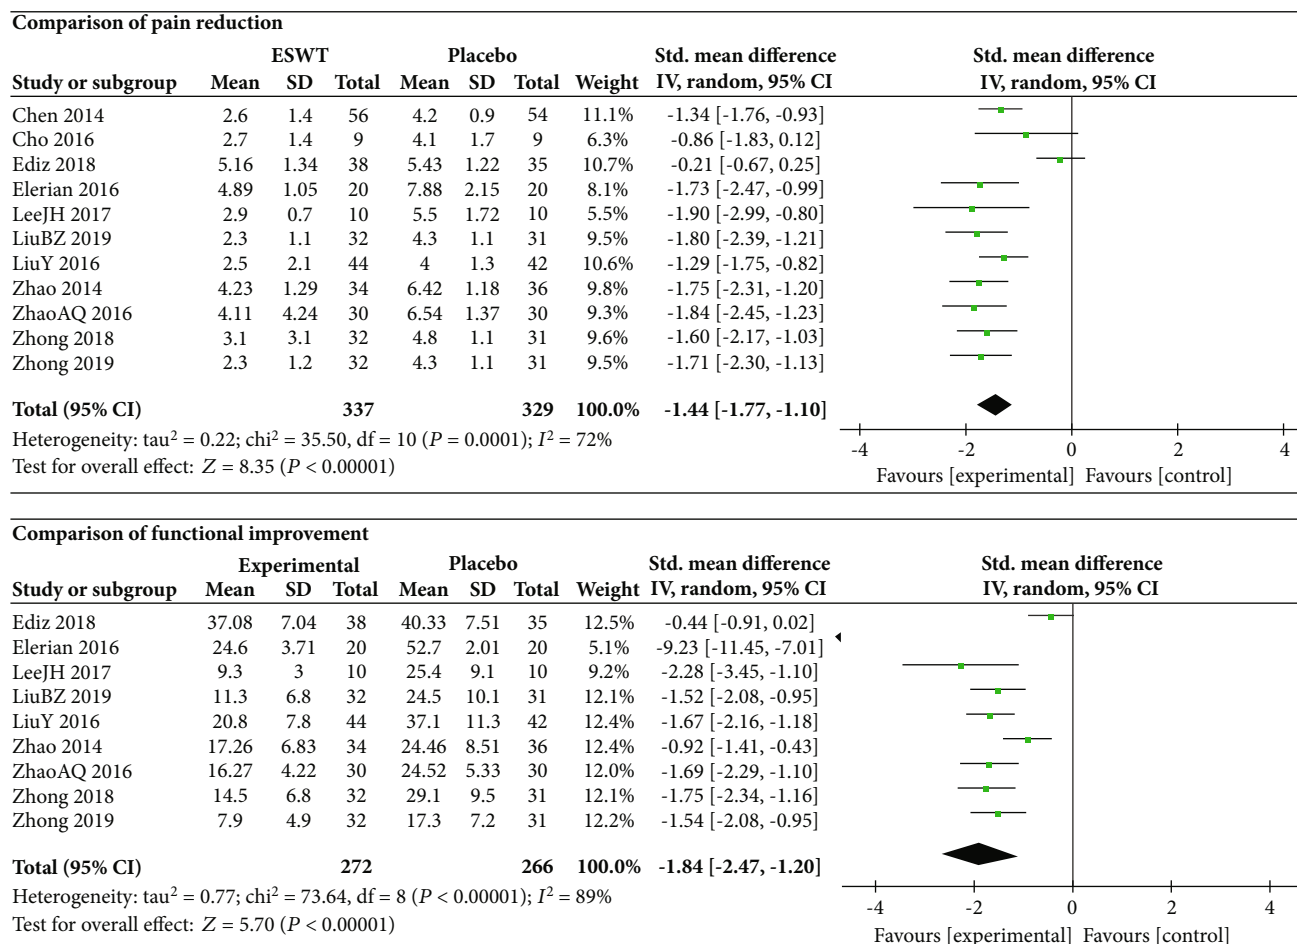 Comparison of pain reduction
ESWT Placebo Std. mean difference Std. mean difference
Study or subgroup Mean SD Total Mean SD Total Weight IV, random, 95% CI IV, random, 95% CI
Chen 2014 2.6 1.4 56 4.2 0.9 54 11.1% -1.34 [-1.76, -0.93]
Cho 2016 2.7 1.4 9 4.1 1.7 9 6.3% -0.86 [-1.83, 0.12]
Ediz 2018 5.16 1.34 38 5.43 1.22 35 10.7% -0.21 [-0.67, 0.25]
Elerian 2016 4.89 1.05 20 7.88 2.15 20 8.1% -1.73 [-2.47, -0.99]
LeeJH 2017 2.9 0.7 10 5.5 1.72 10 5.5% -1.90 [-2.99, -0.80]
LiuBZ 2019 2.3 1.1 32 4.3 1.1 31 9.5% -1.80 [-2.39, -1.21]
LiuY 2016 2.5 2.1 44 4 1.3 42 10.6% -1.29 [-1.75, -0.82]
Zhao 2014 4.23 1.29 34 6.42 1.18 36 9.8% -1.75 [-2.31, -1.20]
ZhaoAQ 2016 4.11 4.24 30 6.54 1.37 30 9.3% -1.84 [-2.45, -1.23]
Zhong 2018 3.1 3.1 32 4.8 1.1 31 9.6% -1.60 [-2.17, -1.03]
Zhong 2019 2.3 1.2 32 4.3 1.1 31 9.5% -1.71 [-2.30, -1.13]
Total (95% CI) 337 329 100.0% -1.44 [-1.77, -1.10]
Heterogeneity: tau² = 0.22; chi² = 35.50, df = 10 (P = 0.0001); I² = 72%
Test for overall effect: Z = 8.35 (P < 0.00001)
-4 -2 0 2 4
Favours [experimental] Favours [control]
Comparison of functional improvement
Experimental Placebo Std. mean difference Std. mean difference
Study or subgroup Mean SD Total Mean SD Total Weight IV, random, 95% CI IV, random, 95% CI
Ediz 2018 37.08 7.04 38 40.33 7.51 35 12.5% -0.44 [-0.91, 0.02]
Elerian 2016 24.6 3.71 20 52.7 2.01 20 5.1% -9.23 [-11.45, -7.01]
LeeJH 2017 9.3 3 10 25.4 9.1 10 9.2% -2.28 [-3.45, -1.10]
LiuBZ 2019 11.3 6.8 32 24.5 10.1 31 12.1% -1.52 [-2.08, -0.95]
LiuY 2016 20.8 7.8 44 37.1 11.3 42 12.4% -1.67 [-2.16, -1.18]
Zhao 2014 17.26 6.83 34 24.46 8.51 36 12.4% -0.92 [-1.41, -0.43]
ZhaoAQ 2016 16.27 4.22 30 24.52 5.33 30 12.0% -1.69 [-2.29, -1.10]
Zhong 2018 14.5 6.8 32 29.1 9.5 31 12.1% -1.75 [-2.34, -1.16]
Zhong 2019 7.9 4.9 32 17.3 7.2 31 12.2% -1.54 [-2.08, -0.95]
Total (95% CI) 272 266 100.0% -1.84 [-2.47, -1.20]
Heterogeneity: tau² = 0.77; chi² = 73.64, df = 8 (P < 0.00001); I² = 89%
Test for overall effect: Z = 5.70 (P < 0.00001)
-4 -2 0 2 4
Favours [experimental] Favours [control]